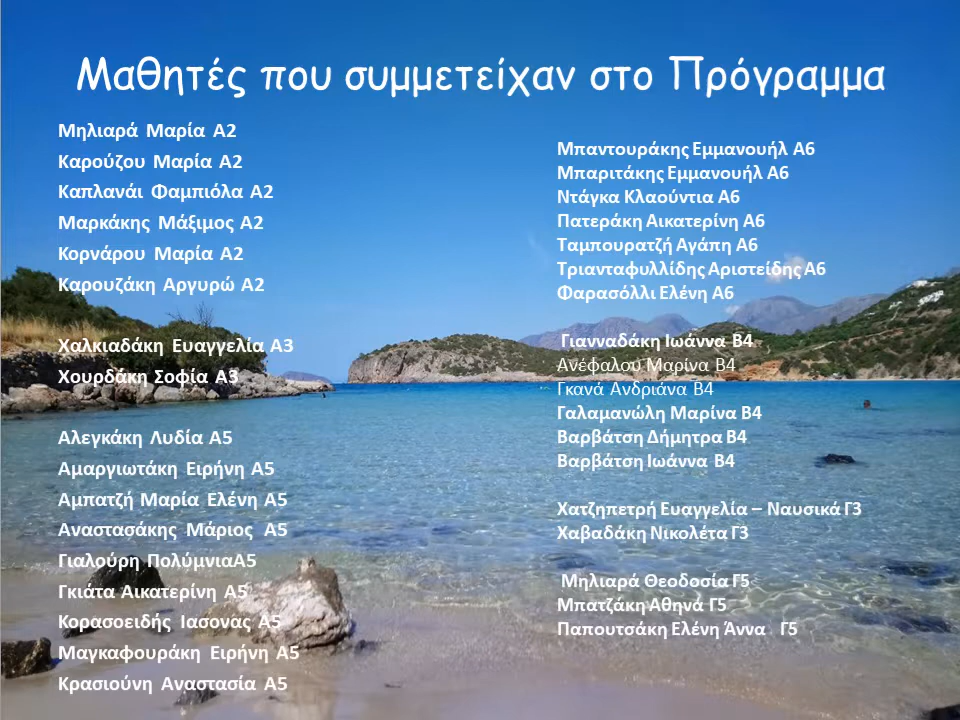 Μαθητές που συμμετείχαν στο Πρόγραμμα
Μηλιαρά Μαρία Α2
Καρούζου Μαρία Α2
Καπλανάι Φαμπιόλα Α2
Μαρκάκης Μάξιμος Α2
Κορνάρου Μαρία Α2
Καρουζάκη Αργυρώ Α2
Χαλκιαδάκη Ευαγγελία Α3
Χουρδάκη Σοφία Α3
Αλεγκάκη Λυδία Α5
Αμαργιωτάκη Ειρήνη Α5
Αμπατζή Μαρία Ελένη Α5
Αναστασάκης Μάριος Α5
Γιαλούρη ΠολύμνιαΑ5
Γκιάτα Αικατερίνη Α5
Κορασοειδής Ιασονας Α5
Μαγκαφουράκη Ειρήνη Α5
Κρασιούνη Αναστασία Α5
Μπαντουράκης Εμμανουήλ Α6
Μπαριτάκης Εμμανουήλ Α6
Ντάγκα Κλαούντια Α6
Πατεράκη Αικατερίνη Α6
Ταμπουρατζή Αγάπη Α6
Τριανταφυλλίδης Αριστείδης Α6
Φαρασόλλι Ελένη Α6
Γιανναδάκη Ιωάννα Β4
Ανέφαλου Μαρίνα Β4
Γκανά Ανδριάνα Β4
Γαλαμανώλη Μαρίνα Β4
Βαρβάτση Δήμητρα Β4
Βαρβάτση Ιωάννα Β4
Χατζηπετρή Ευαγγελία – Ναυσικά Γ3
Χαβαδάκη Νικολέτα Γ3
Μηλιαρά Θεοδοσία Γ5
Μπατζάκη Αθηνά Γ5
Παπουτσάκη Ελένη Άννα Γ5